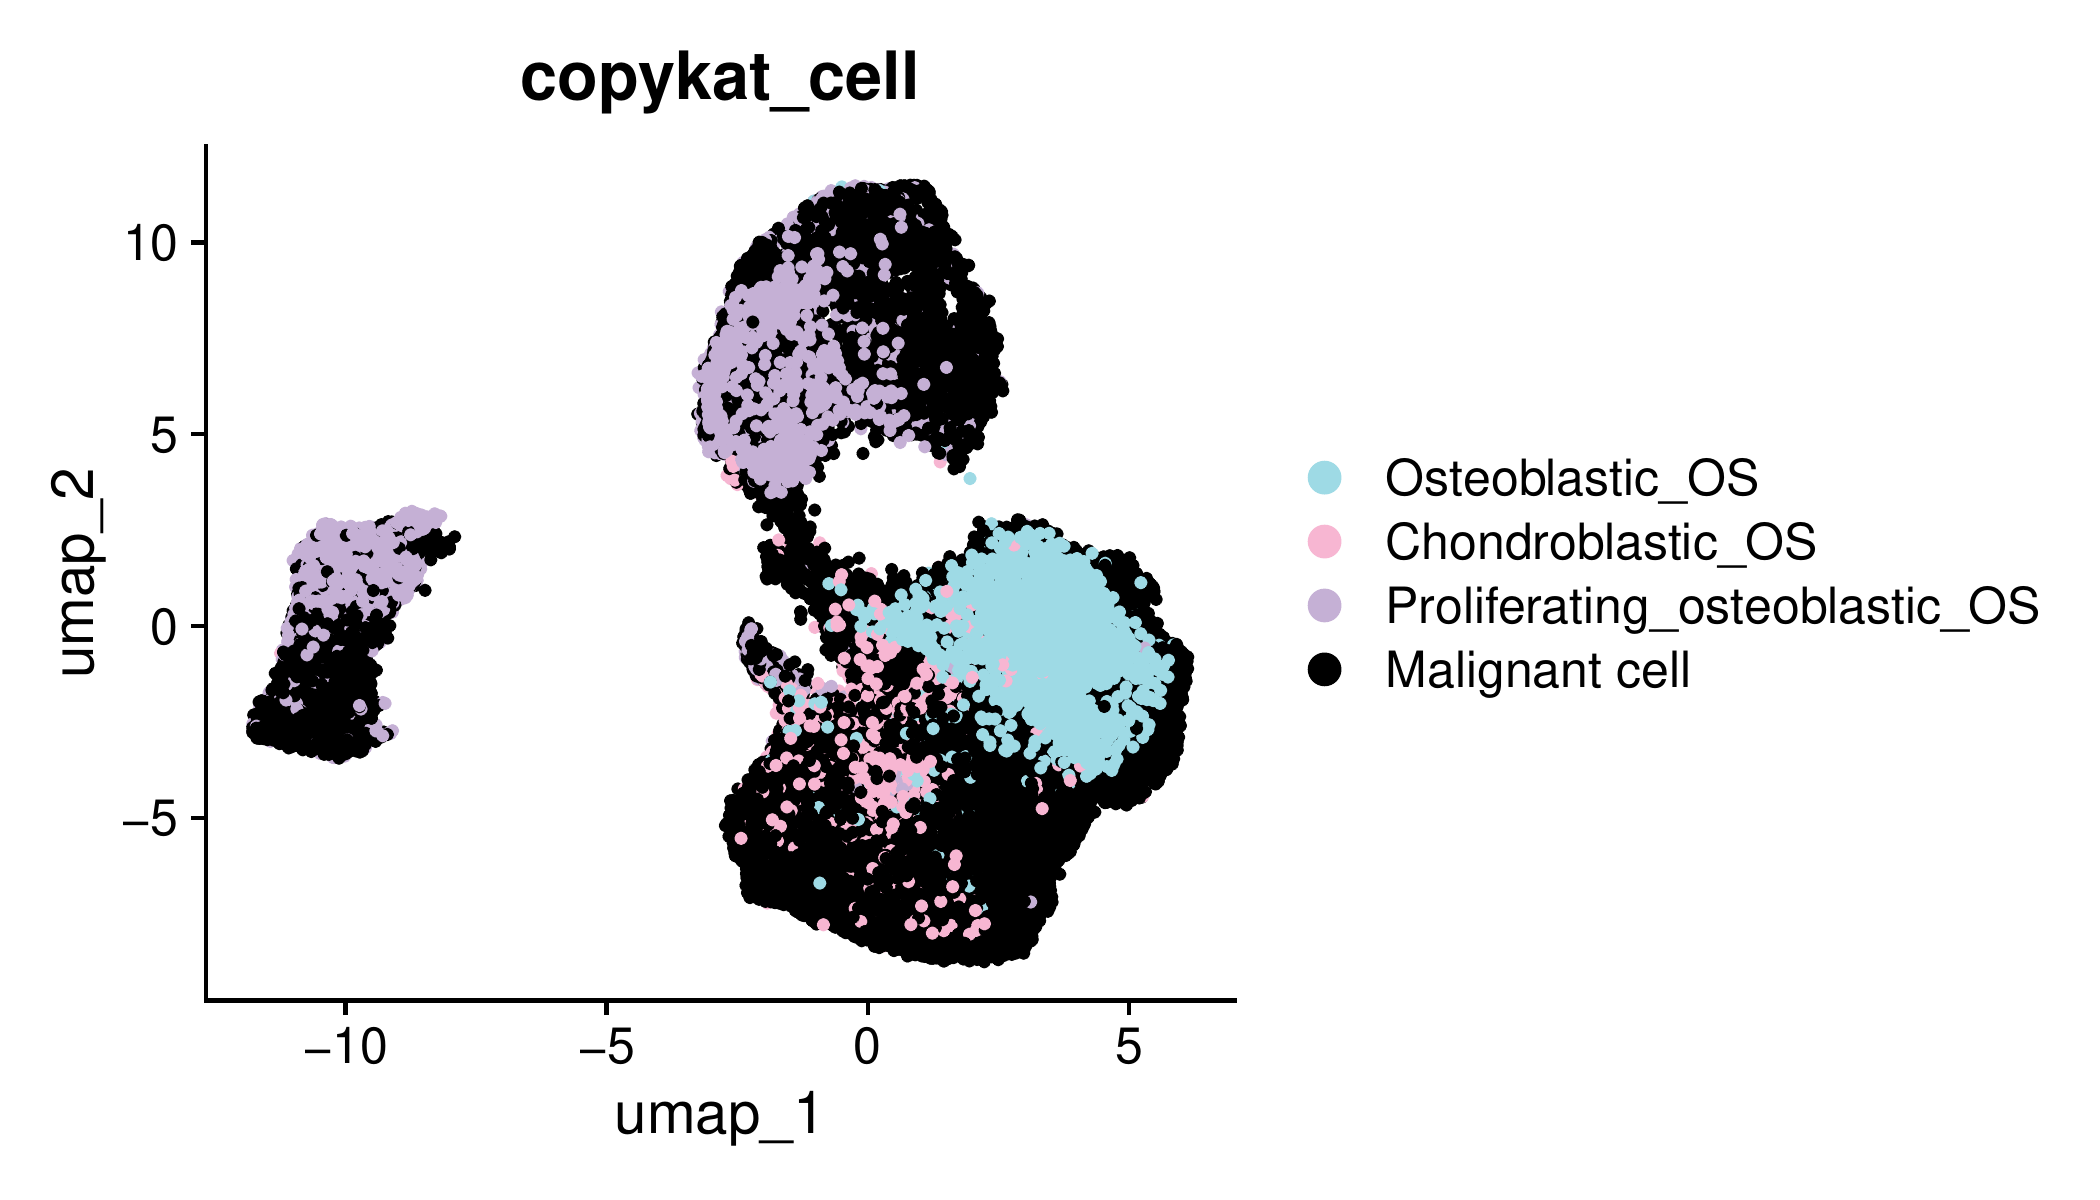 copykat_cell
10
5
0
−5
umap_2
−10
−5
0
5
umap_1
Osteoblastic_OS
Chondroblastic_OS
Proliferating_osteoblastic_OS
Malignant cell